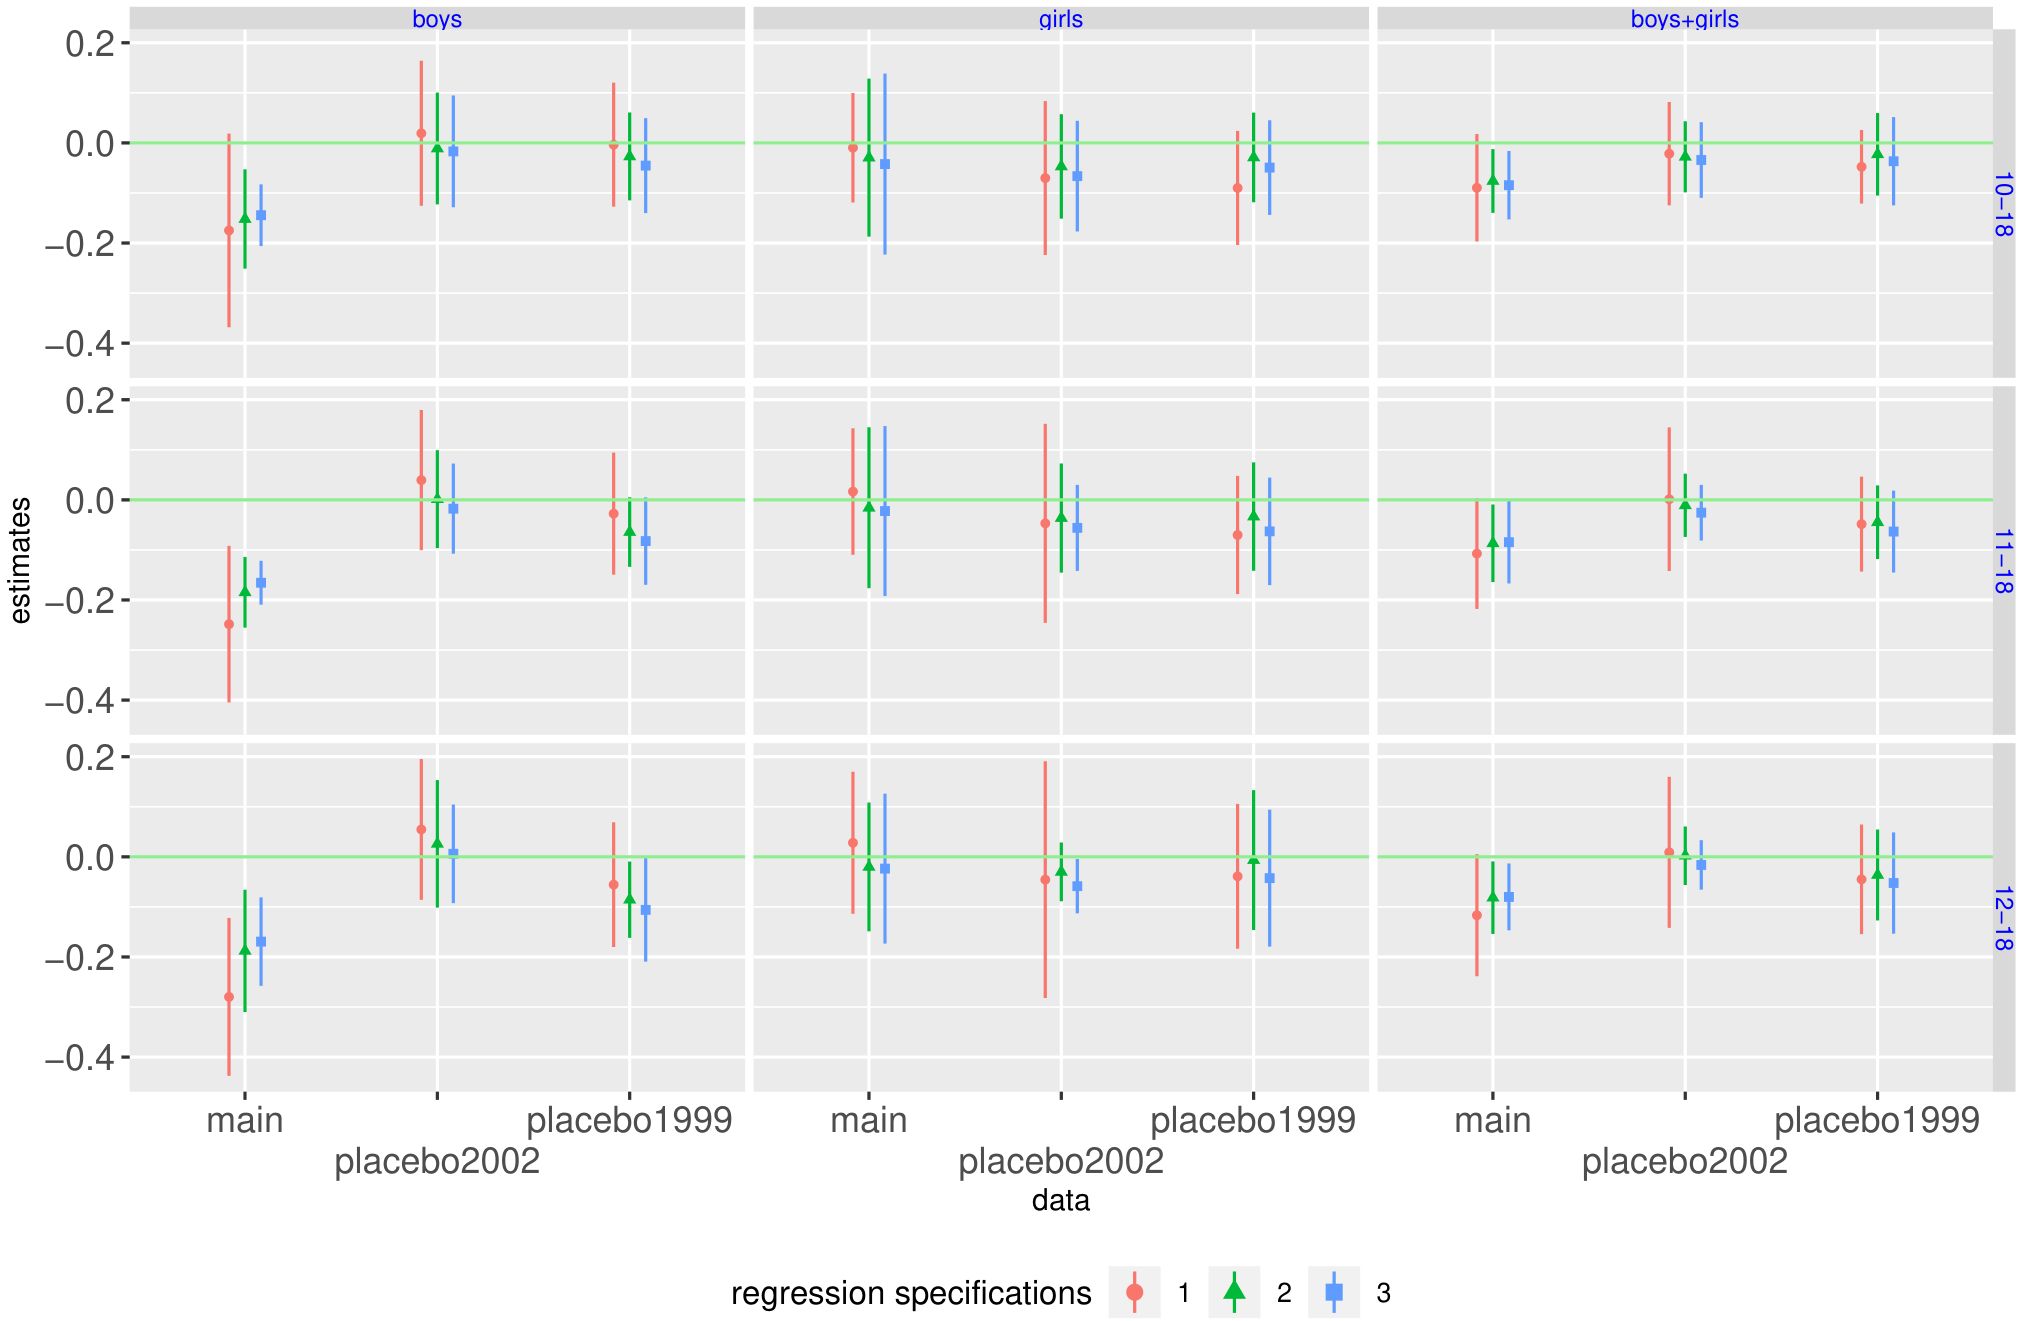 boys girls boys+girls
0.2
0.0
−0.2
−0.4
10−18
0.2
0.0
−0.2
−0.4
11−18
0.2
0.0
−0.2
−0.4
12−18
estimates
main placebo1999 main placebo1999 main placebo1999
placebo2002 placebo2002 placebo2002
data
regression specifications 1 2 3